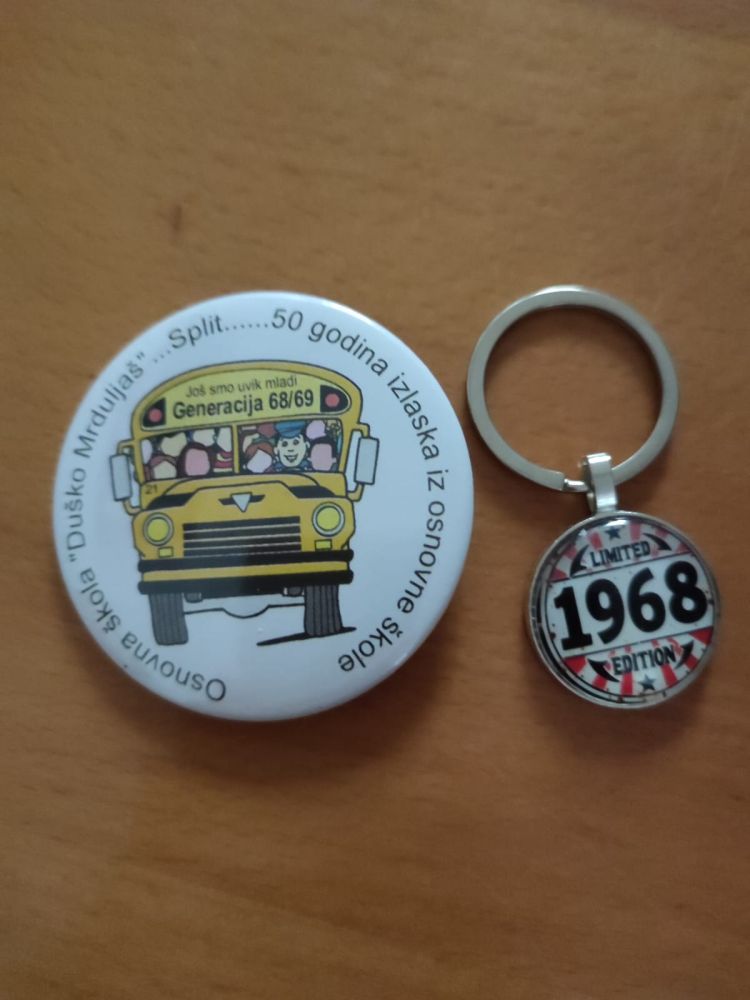 Osnovna škola "Duško Mrduljaš" ...Split......50 godina izlaska iz osnovne škole
Još smo uvik mladi
Generacija 68/69
21
LIMITED
1968
EDITION